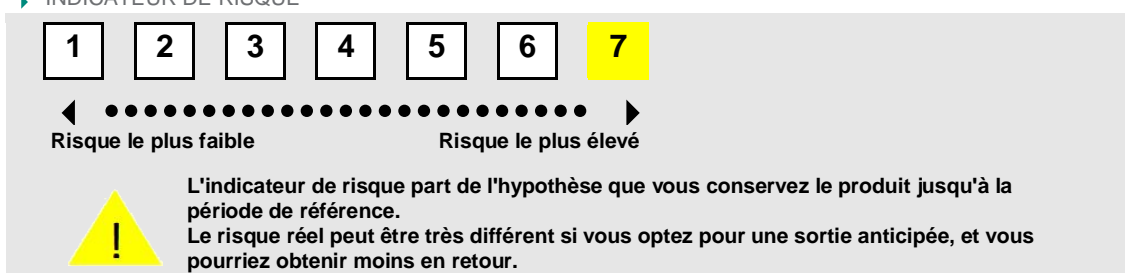 INDICATEUR DE RISQUE
1 2 3 4 5 6 7
Risque le plus faible Risque le plus élevé
L'indicateur de risque part de l'hypothèse que vous conservez le produit jusqu'à la
période de référence.
Le risque réel peut être très différent si vous optez pour une sortie anticipée, et vous
pourriez obtenir moins en retour.
!